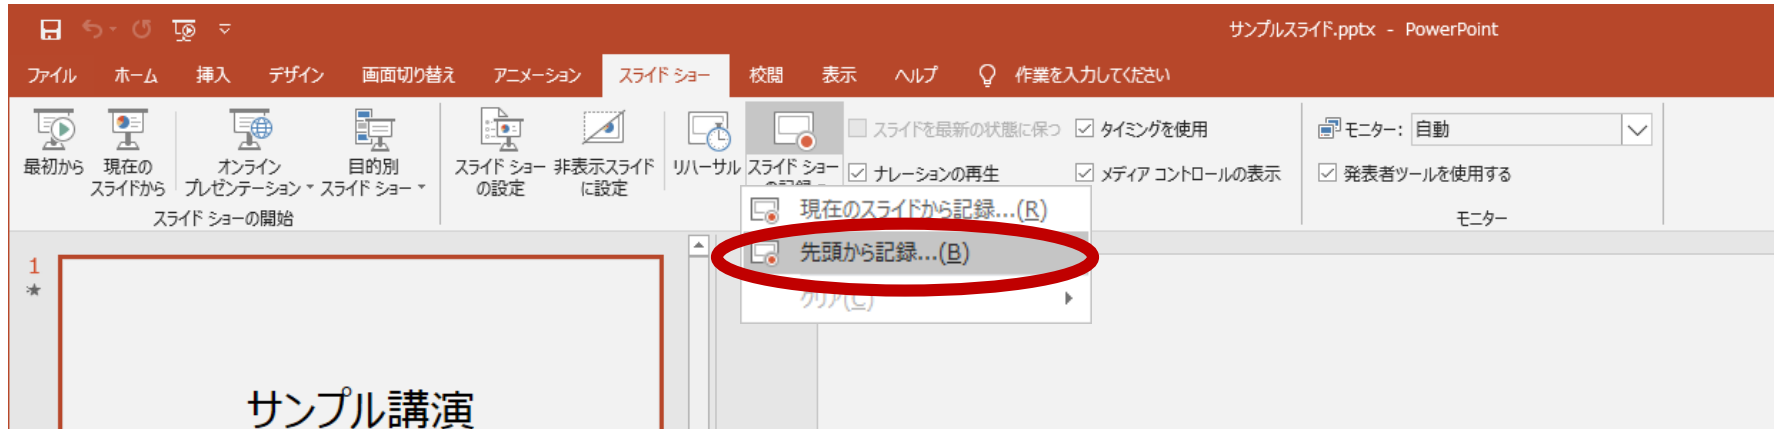 サンプルスライド.pptx - PowerPoint
ファイル ホーム 挿入 デザイン 画面切り替え アニメーション スライド ショー 校閲 表示 ヘルプ 作業を入力してください
最初から
現在の
スライドから
オンライン
プレゼンテーション
目的別
スライド ショー
スライド ショーの開始
スライド ショー
の設定
非表示スライド
に設定
リハーサル
スライド ショー
の記録
スライドを最新の状態に保つ
ナレーションの再生
タイミングを使用
メディア コントロールの表示
モニター: 自動
発表者ツールを使用する
モニター
現在のスライドから記録...(R)
先頭から記録...(B)
クリア(C)
1
サンプル講演